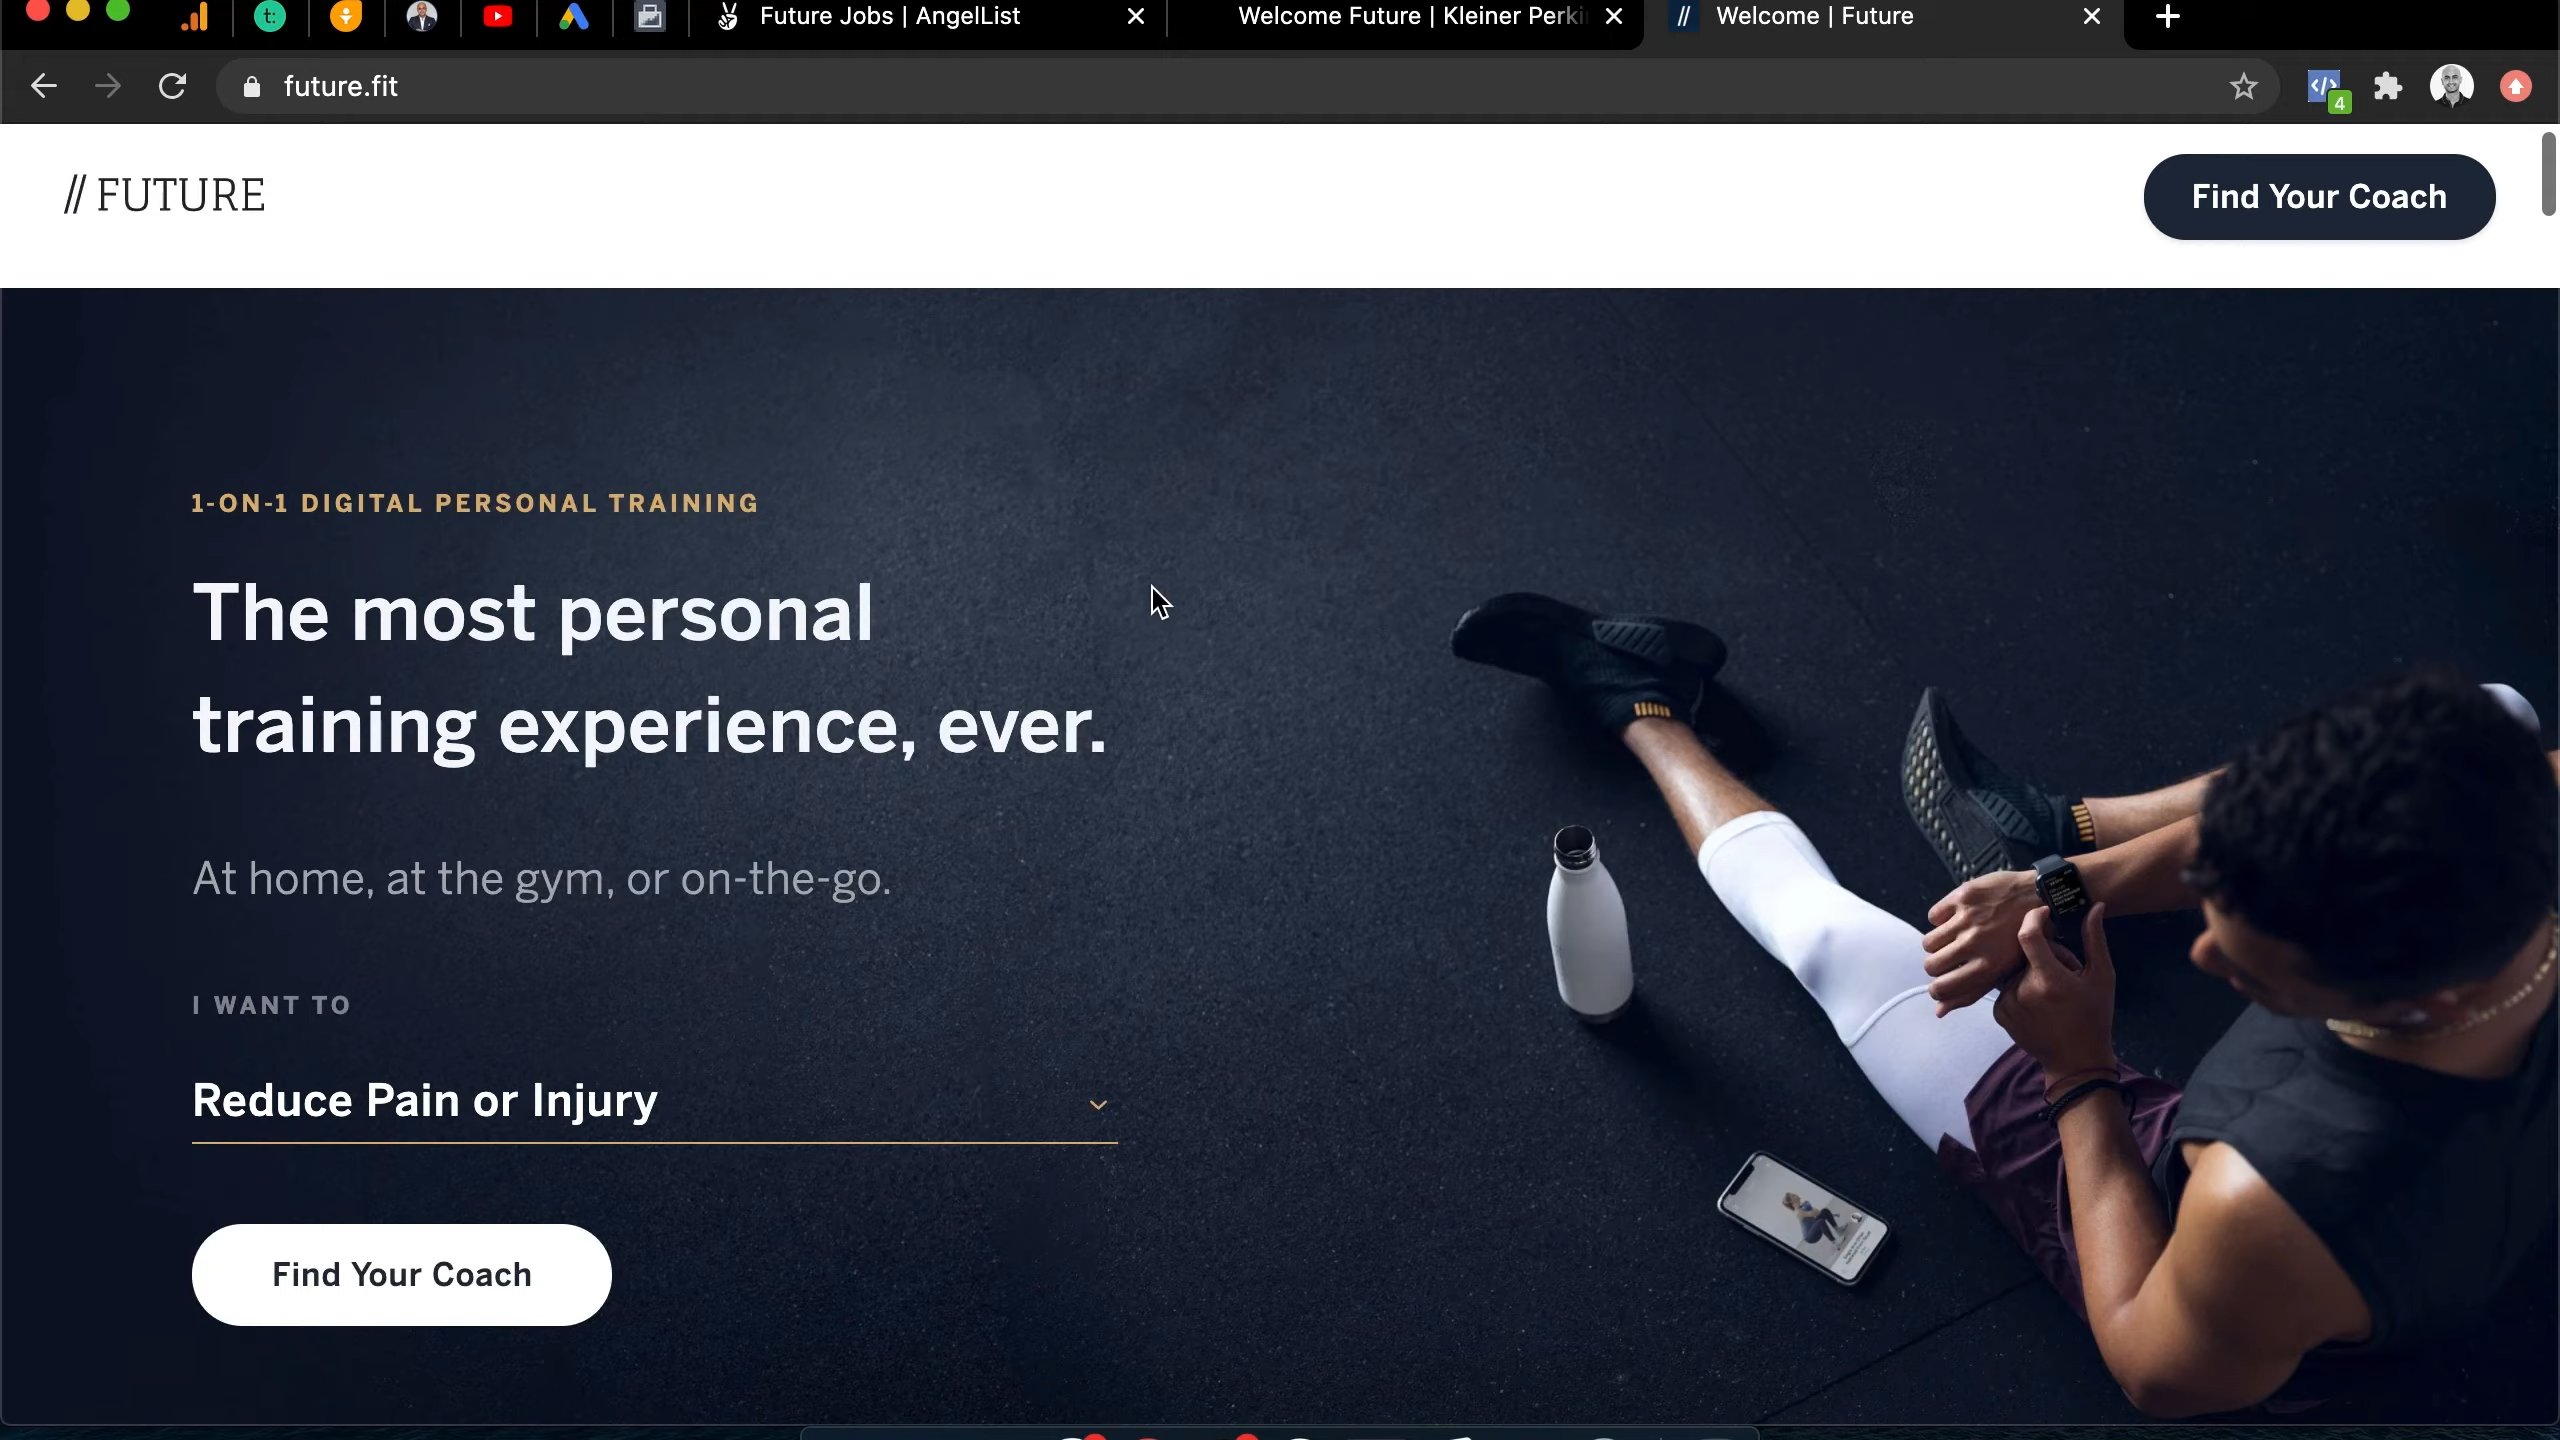 Future Jobs | AngelList
Welcome Future | Kleiner Perki
Welcome | Future
future.fit
4
// FUTURE
Find Your Coach
1-ON-1 DIGITAL PERSONAL TRAINING
The most personal
training experience, ever.
At home, at the gym, or on-the-go.
I WANT TO
Reduce Pain or Injury
Find Your Coach